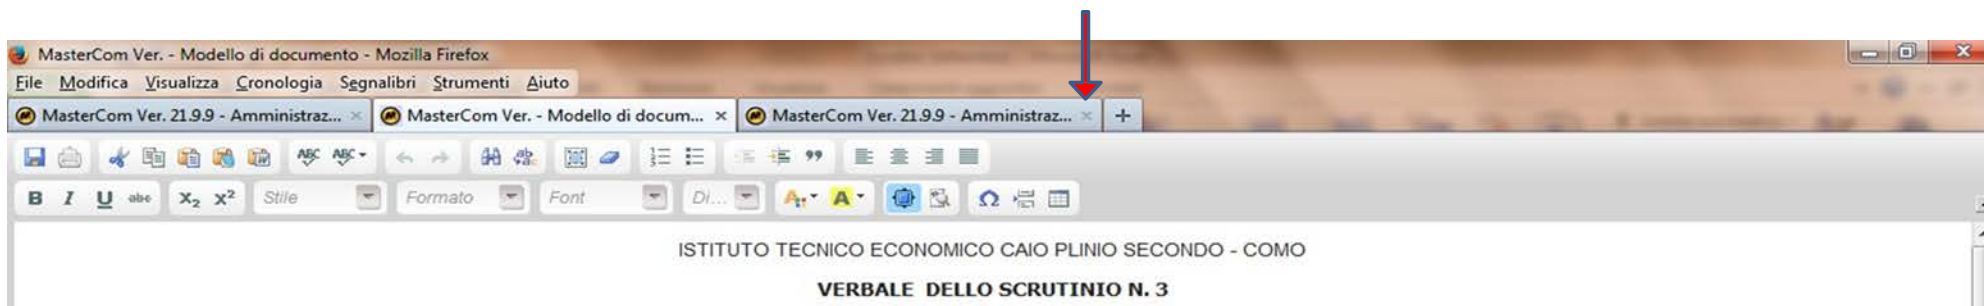 MasterCom Ver. - Modello di documento - Mozilla Firefox
File Modifica Visualizza Cronologia Segnalibri Strumenti Aiuto
MasterCom Ver. 21.9.9 - Amministraz... × MasterCom Ver. - Modello di docum... × MasterCom Ver. 21.9.9 - Amministraz... × +
ABC ABC
B I U abc X₂ X² Stile Formato Font Di... A A Ω
ISTITUTO TECNICO ECONOMICO CAIO PLINIO SECONDO - COMO
VERBALE DELLO SCRUTINIO N. 3